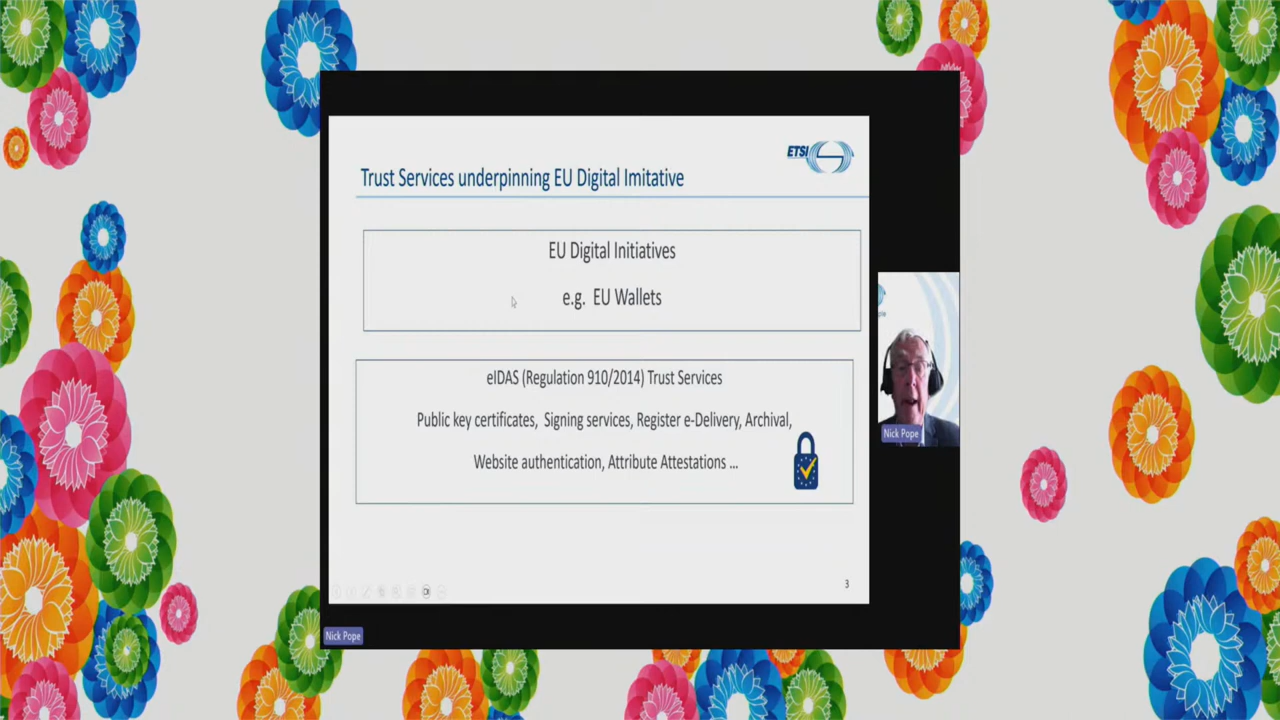 ETSI
Trust Services underpinning EU Digital Imitative
EU Digital Initiatives
e.g. EU Wallets
eIDAS (Regulation 910/2014) Trust Services
Public key certificates, Signing services, Register e-Delivery, Archival,
Website authentication, Attribute Attestations ...
3
Nick Pope
Nick Pope